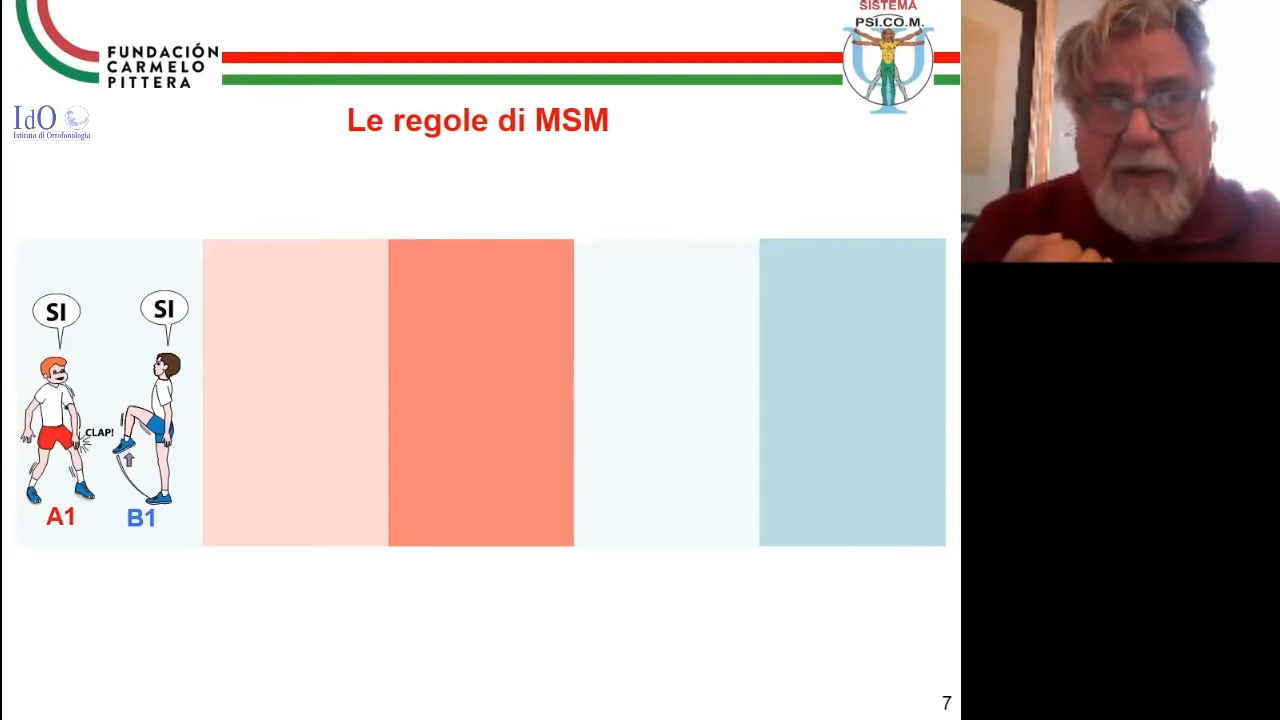 FUNDACIÓN
CARMELO
PITTERA
SISTEMA
PSI.CO.M.
IdO
Istituto di Ortofonologia
Le regole di MSM
SI
SI
CLAP!
A1
B1
7